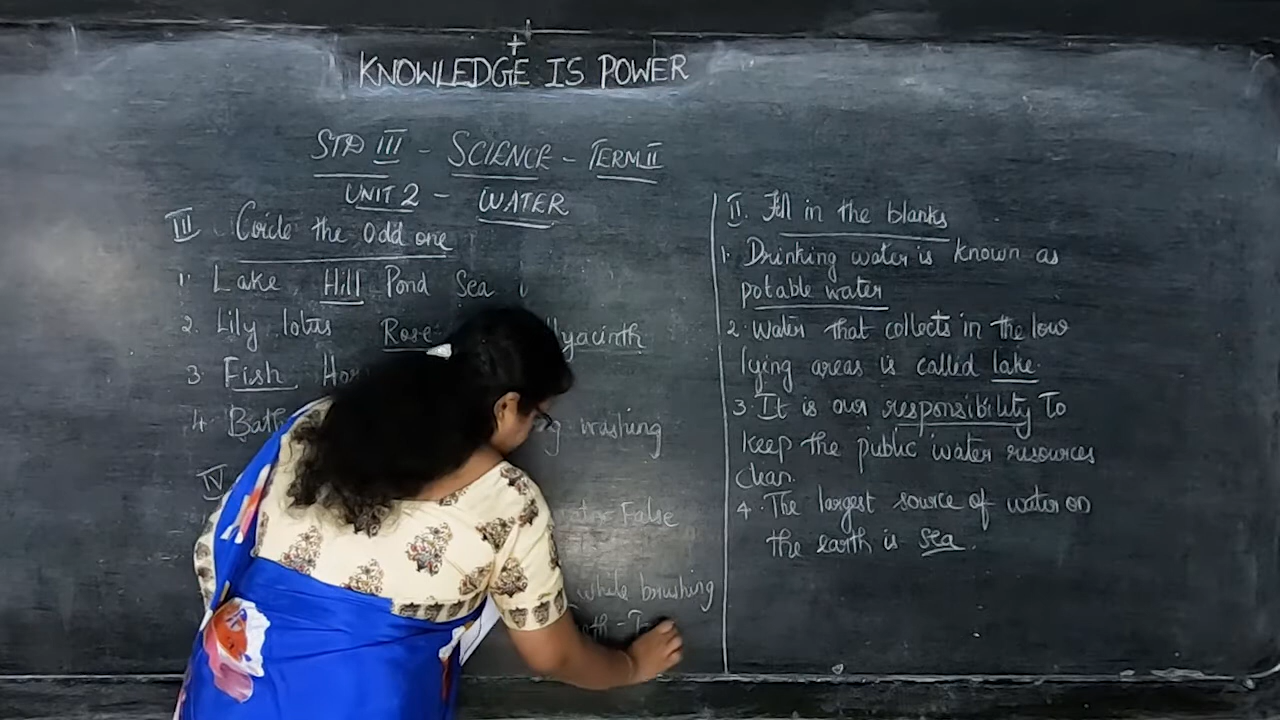 KNOWLEDGE IS POWER
STD III - SCIENCE - TERM II
UNIT 2 - WATER
III Circle the Odd one
1. Lake, Hill Pond Sea
2. Lily lotus Rose Hyacinth
3. Fish
4. Bath washing
IV
False
while brushing
II. Fill in the blanks
1. Drinking water is known as
potable water
2. Water that collects in the low
lying areas is called lake.
3 It is our responsibility To
keep the public water resources
clean.
4. The largest source of water on
the earth is sea.